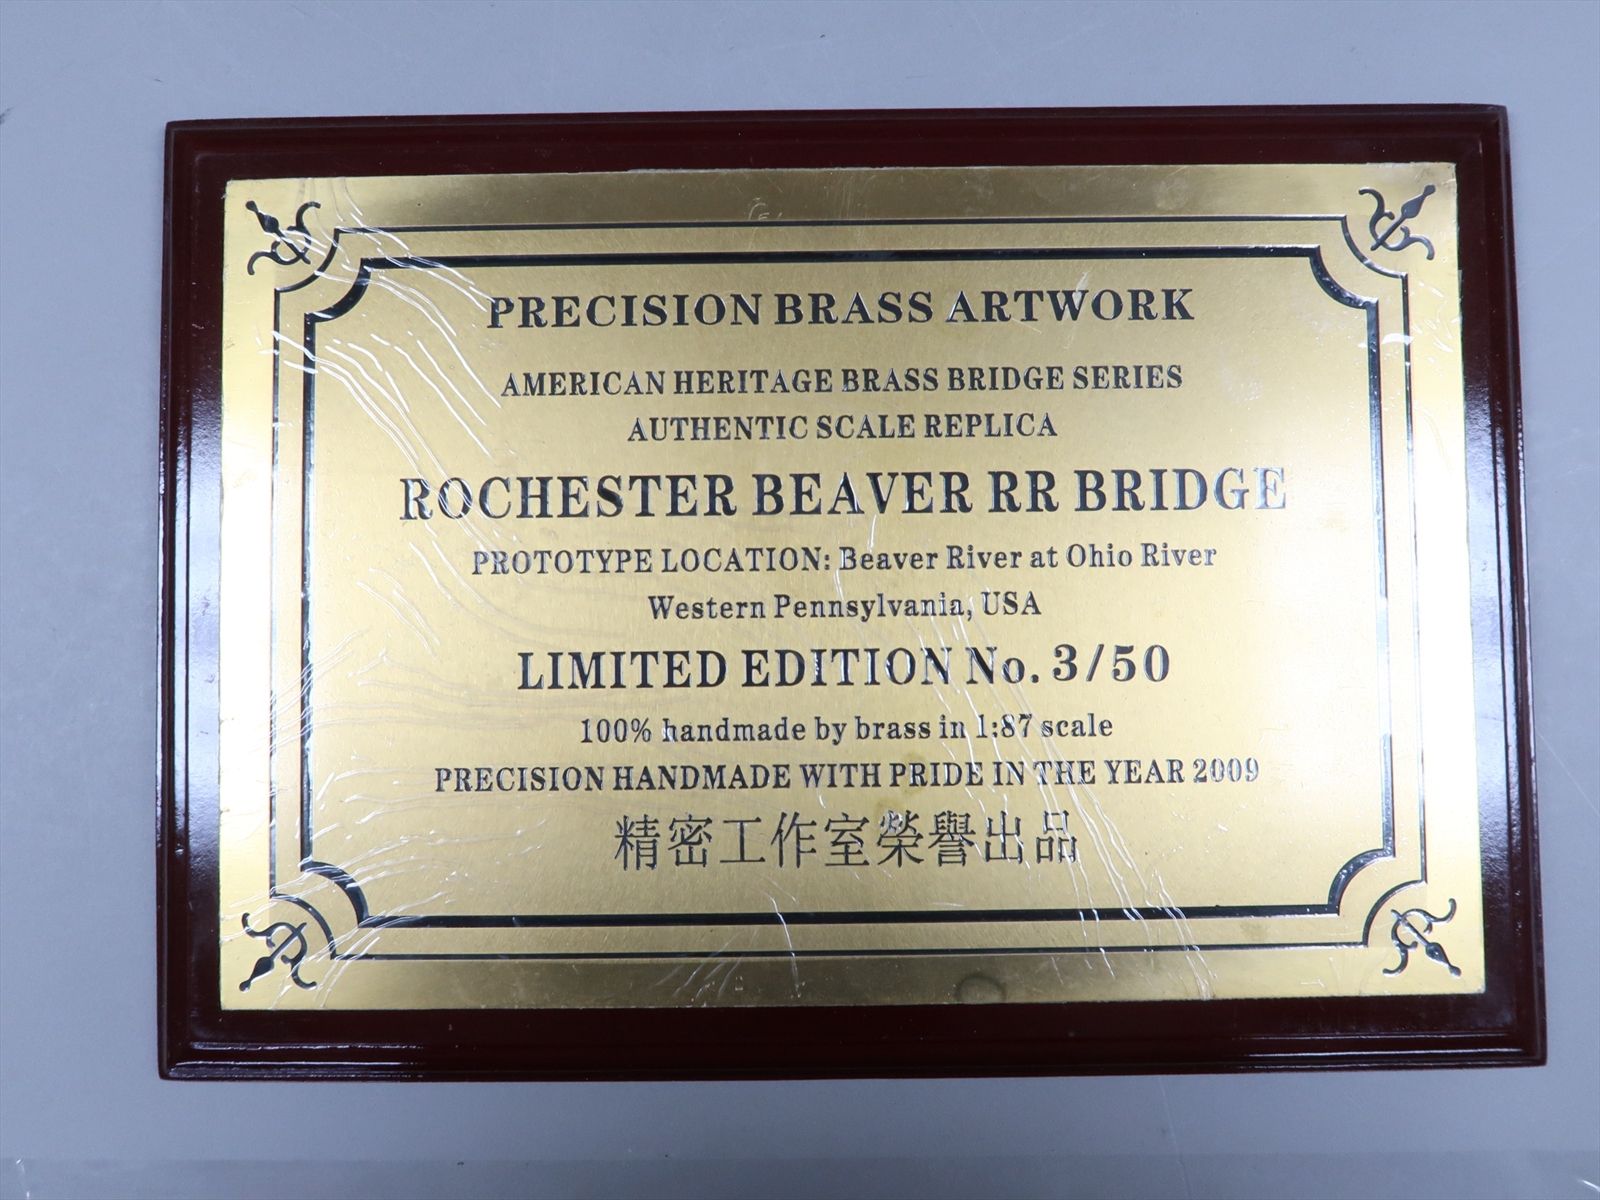 PRECISION BRASS ARTWORK
AMERICAN HERITAGE BRASS BRIDGE SERIES
AUTHENTIC SCALE REPLICA
ROCHESTER BEAVER RR BRIDGE
PROTOTYPE LOCATION: Beaver River at Ohio River
Western Pennsylvania, USA
LIMITED EDITION No. 3/50
100% handmade by brass in 1:87 scale
PRECISION HANDMADE WITH PRIDE IN THE YEAR 2009
精密工作室榮譽出品